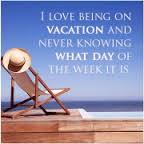 I LOVE BEING ON
VACATION AND
NEVER KNOWING
WHAT DAY OF
THE WEEK IT IS